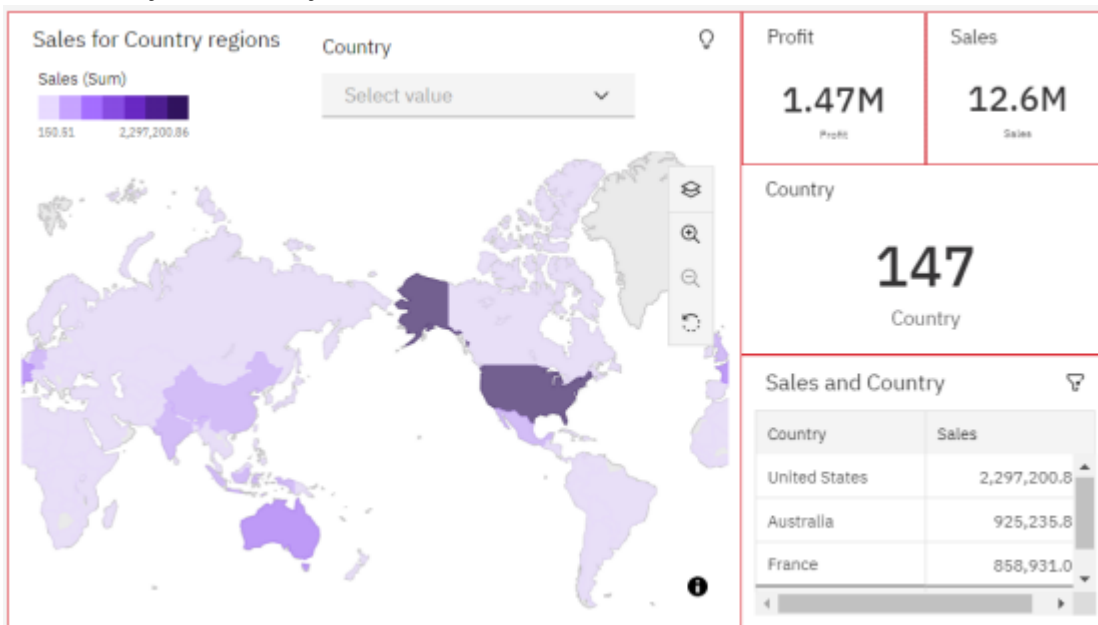 Sales for Country regions
Sales (Sum)
150.51 2,297,200.86
Country
Select value
Profit
1.47M
Profit
Sales
12.6M
Sales
Country
147
Country
Sales and Country
Country Sales
United States 2,297,200.8
Australia 925,235.8
France 858,931.0